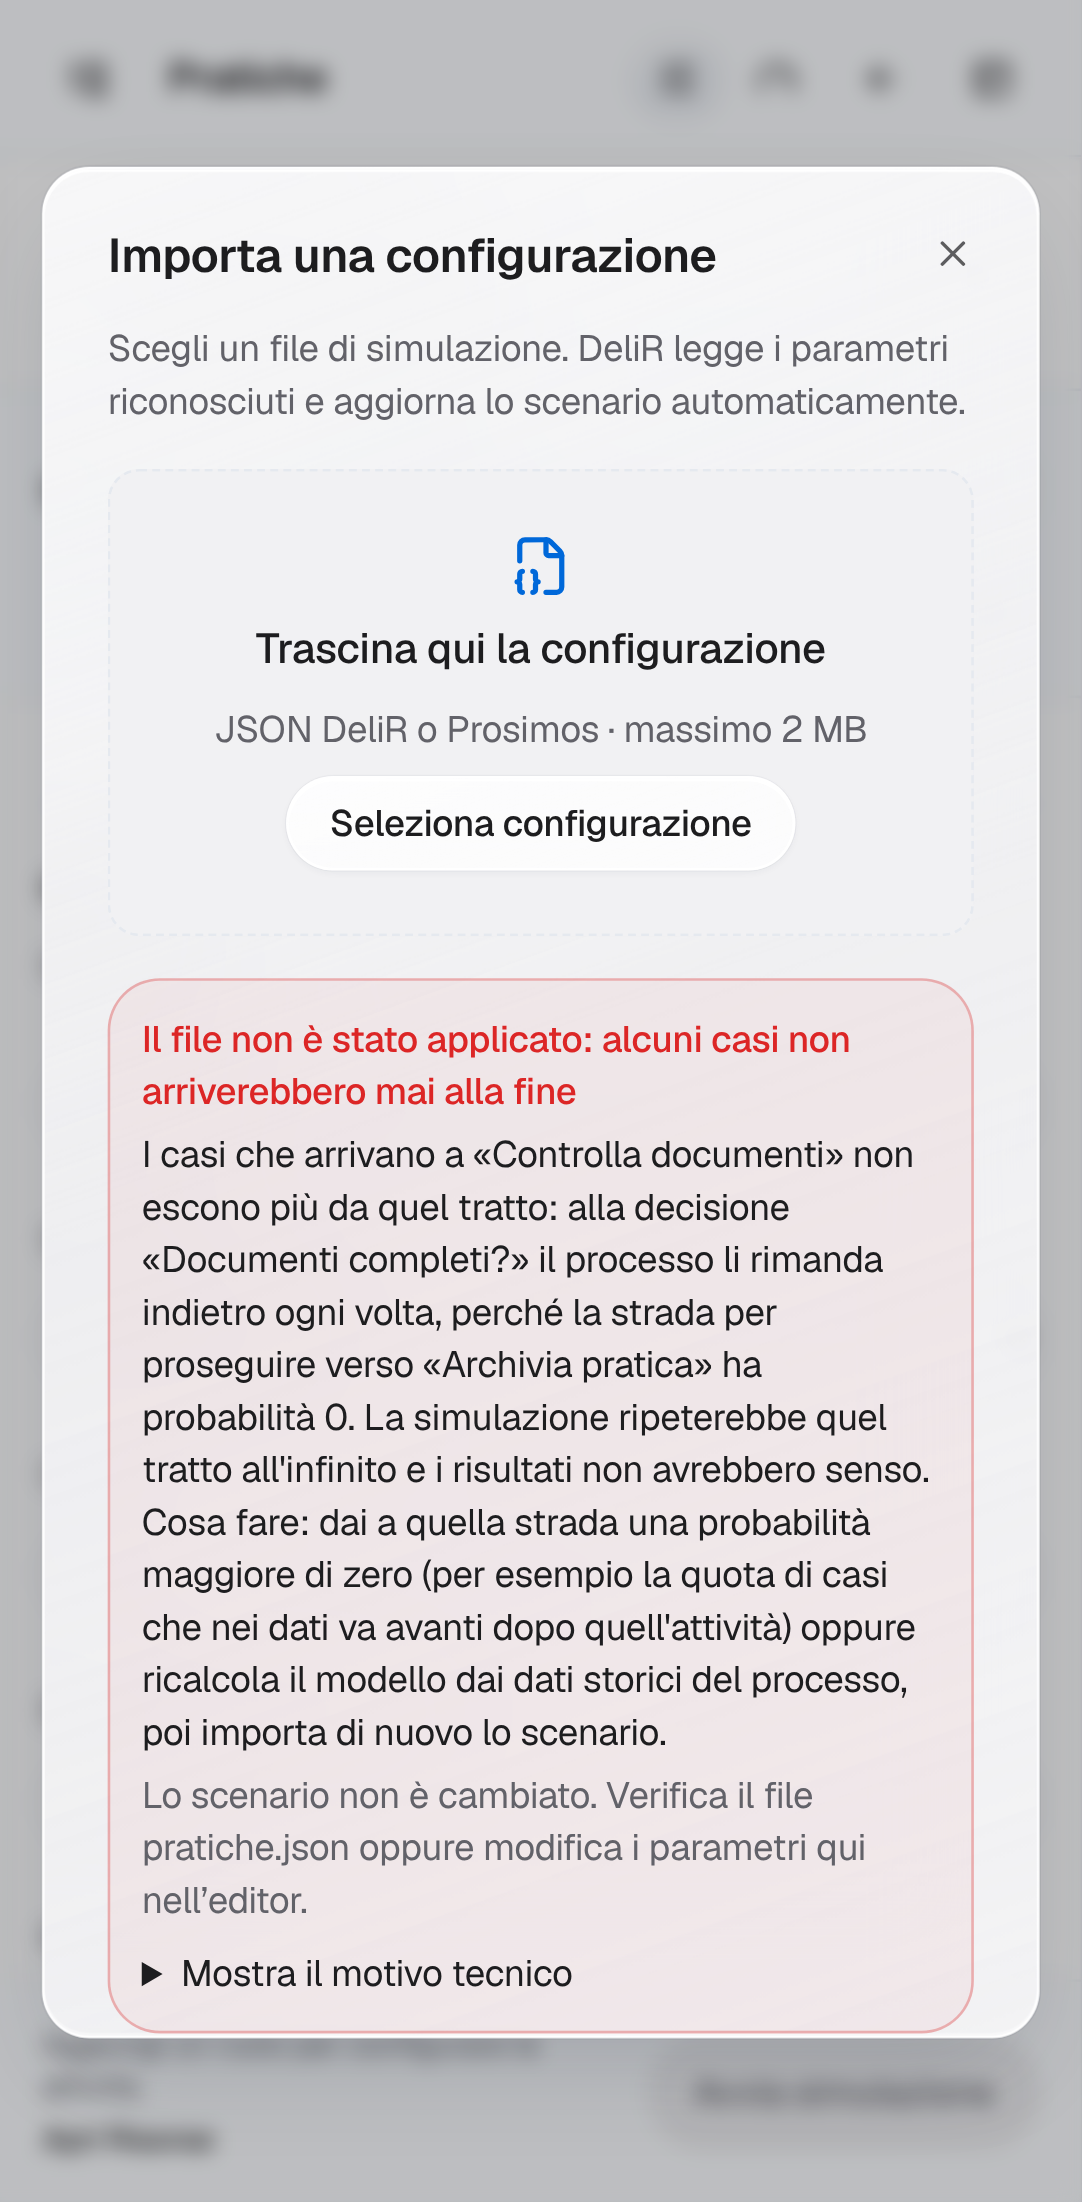 Pratiche
Importa una configurazione
Scegli un file di simulazione. DeliR legge i parametri
riconosciuti e aggiorna lo scenario automaticamente.
Trascina qui la configurazione
JSON DeliR o Prosimos · massimo 2 MB
Seleziona configurazione
Il file non è stato applicato: alcuni casi non
arriverebbero mai alla fine
I casi che arrivano a «Controlla documenti» non
escono più da quel tratto: alla decisione
«Documenti completi?» il processo li rimanda
indietro ogni volta, perché la strada per
proseguire verso «Archivia pratica» ha
probabilità 0. La simulazione ripeterebbe quel
tratto all'infinito e i risultati non avrebbero senso.
Cosa fare: dai a quella strada una probabilità
maggiore di zero (per esempio la quota di casi
che nei dati va avanti dopo quell'attività) oppure
ricalcola il modello dai dati storici del processo,
poi importa di nuovo lo scenario.
Lo scenario non è cambiato. Verifica il file
pratiche.json oppure modifica i parametri qui
nell’editor.
Mostra il motivo tecnico